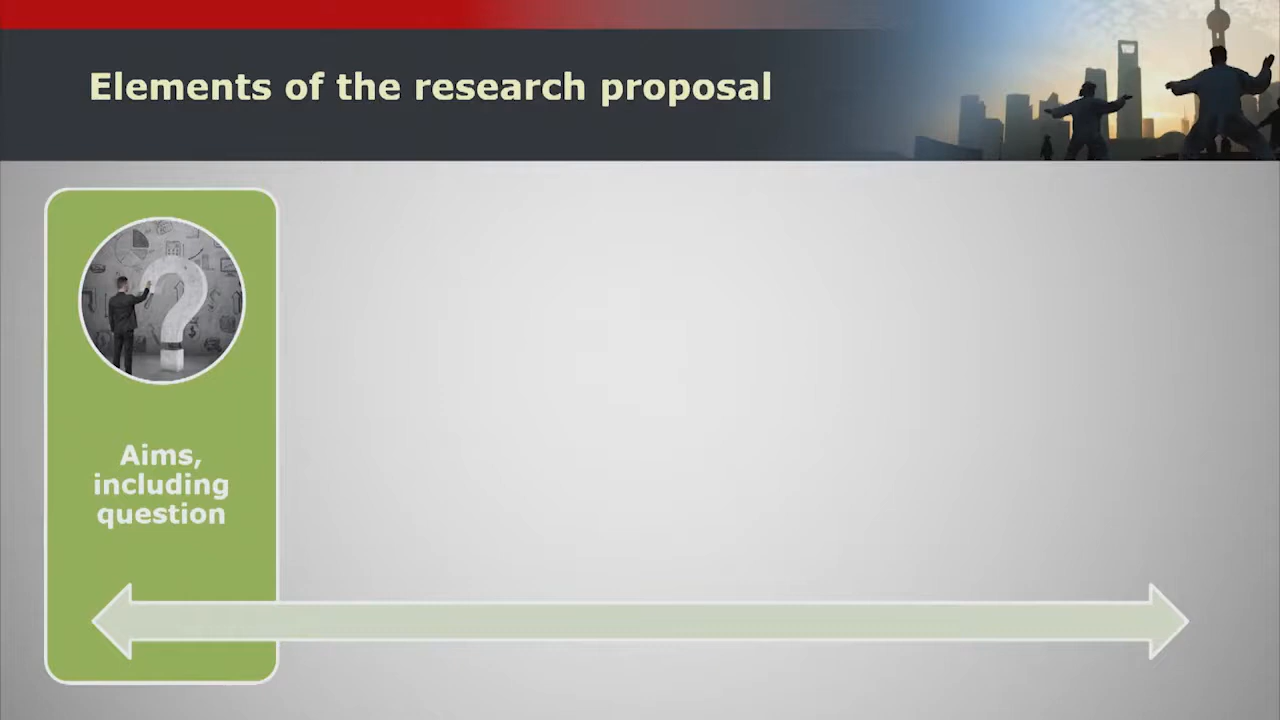 Elements of the research proposal
Aims,
including
question